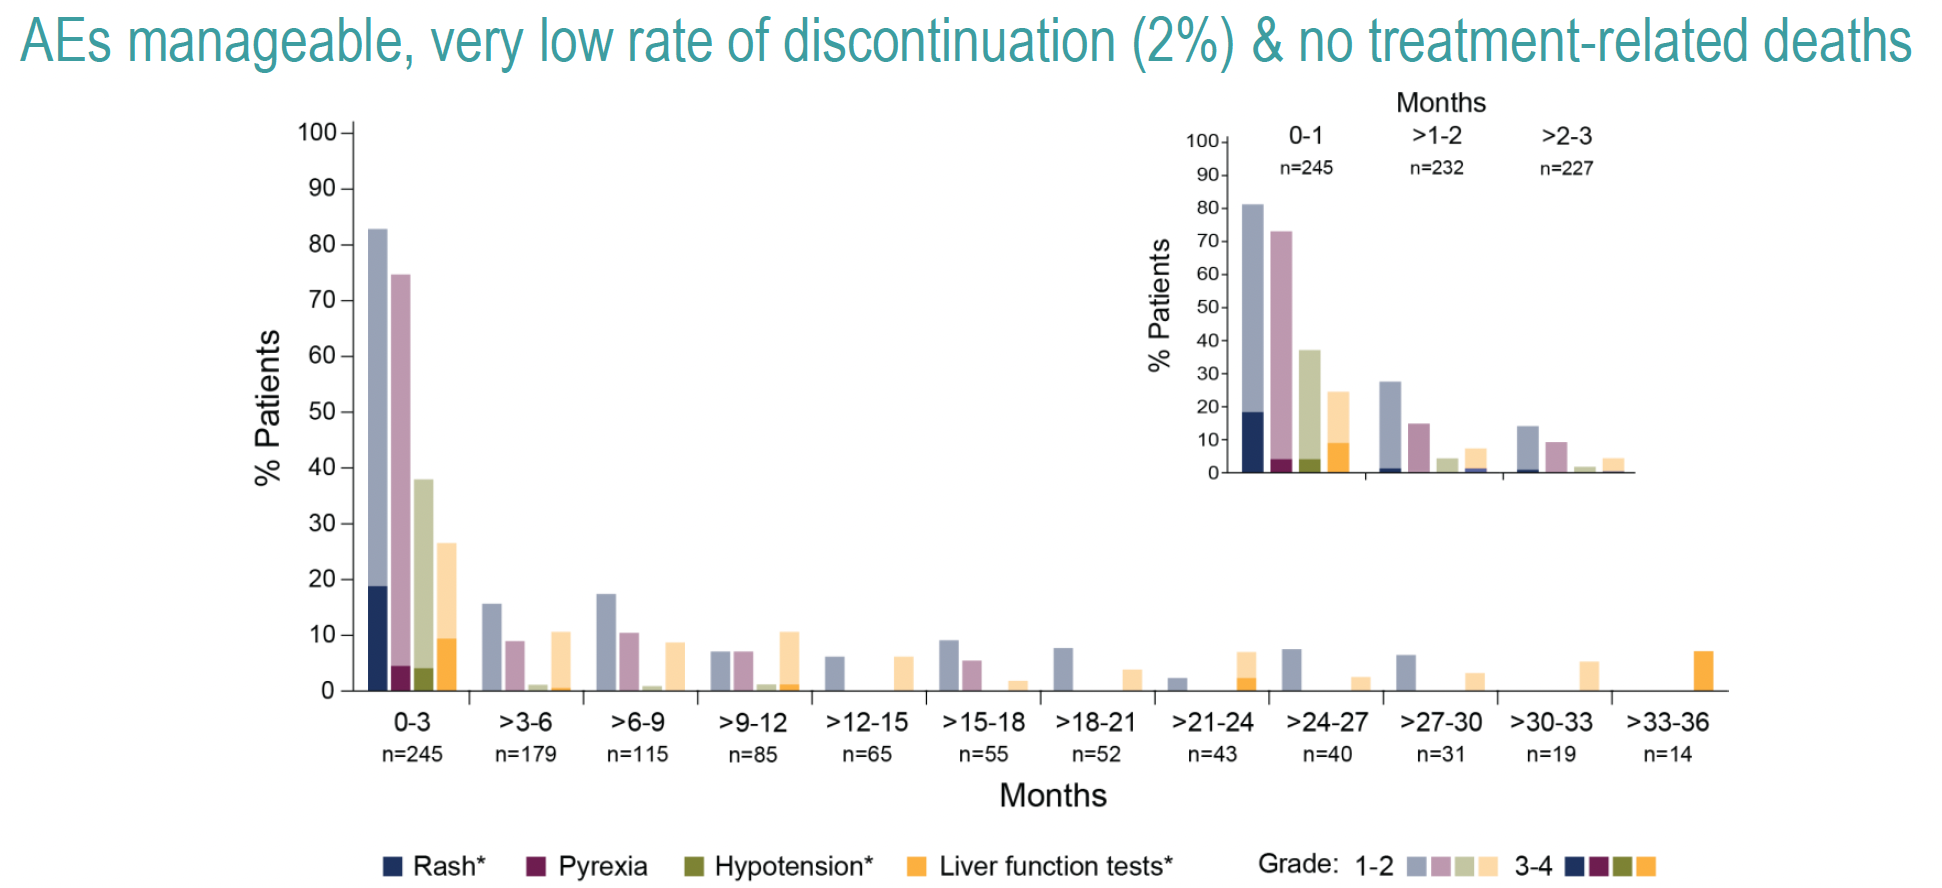 AEs manageable, very low rate of discontinuation (2%) & no treatment-related deaths
% Patients
100
90
80
70
60
50
40
30
20
10
0
0-3 >3-6 >6-9 >9-12 >12-15 >15-18 >18-21 >21-24 >24-27 >27-30 >30-33 >33-36
n=245 n=179 n=115 n=85 n=65 n=55 n=52 n=43 n=40 n=31 n=19 n=14
Months
Months
0-1 >1-2 >2-3
n=245 n=232 n=227
% Patients
100
90
80
70
60
50
40
30
20
10
0
Rash* Pyrexia Hypotension* Liver function tests* Grade: 1-2 3-4